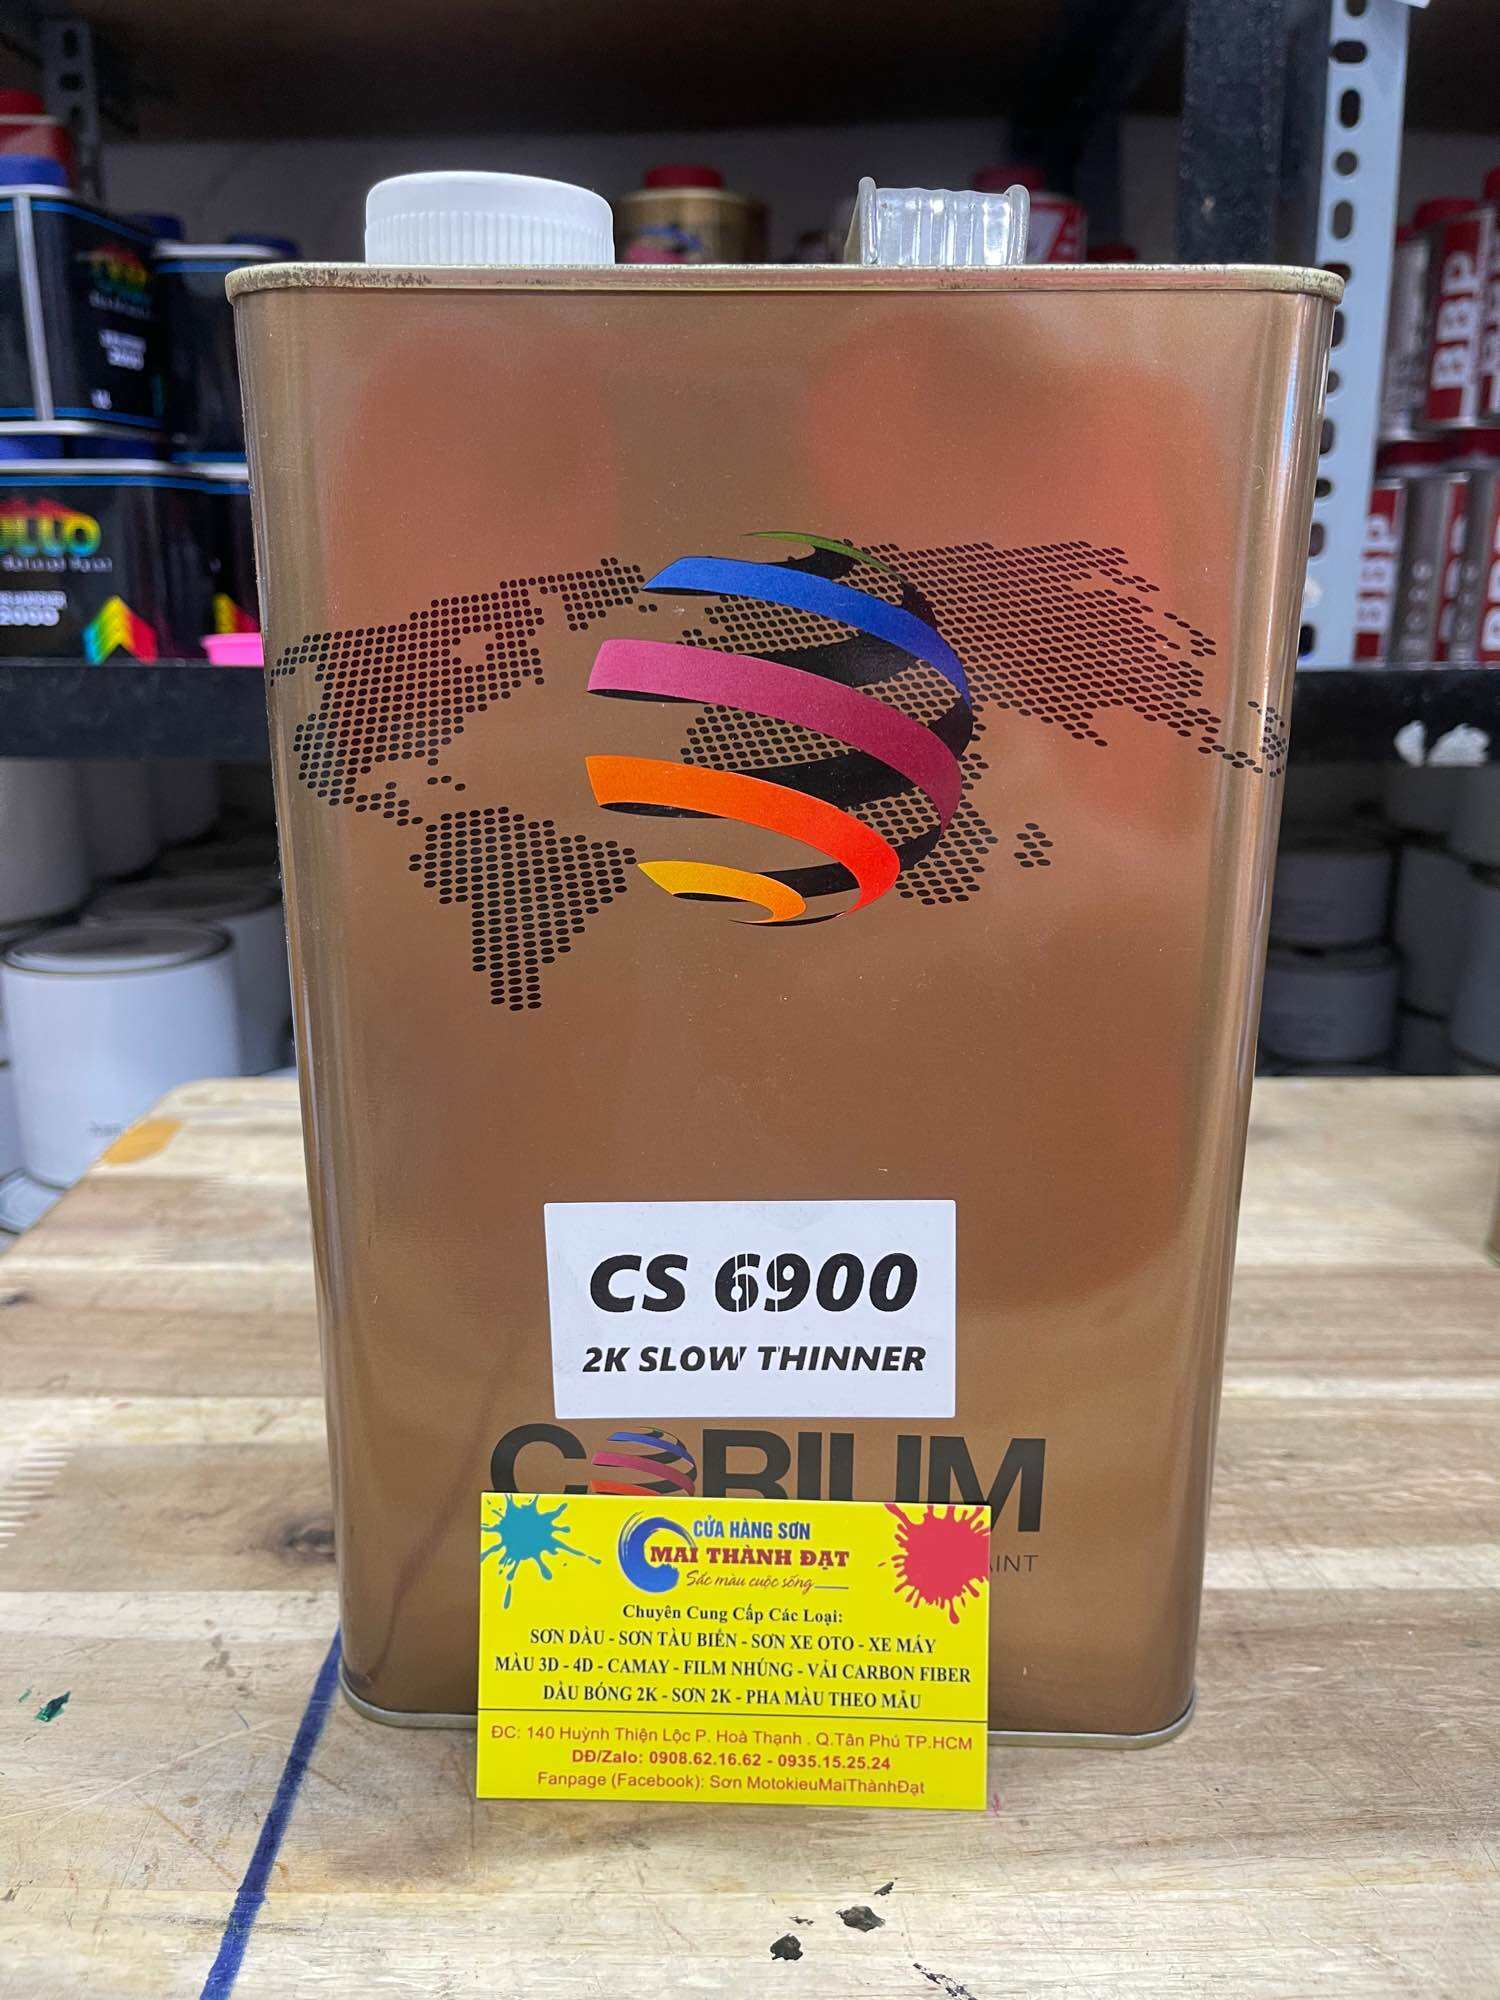 CS 6900
2K SLOW THINNER
CORIUM
CỬA HÀNG SƠN
MAI THÀNH ĐẠT
Sắc màu cuộc sống
Chuyên Cung Cấp Các Loại:
SƠN DẦU - SƠN TÀU BIỂN - SƠN XE OTO - XE MÁY
MÀU 3D - 4D - CAMAY - FILM NHÚNG - VẢI CARBON FIBER
DẦU BÓNG 2K - SƠN 2K - PHA MÀU THEO MẪU
ĐC: 140 Huỳnh Thiện Lộc P. Hoà Thạnh . Q.Tân Phú TP.HCM
DĐ/Zalo: 0908.62.16.62 - 0935.15.25.24
Fanpage (Facebook): Sơn MotokieuMaiThànhĐạt
BBP
BBP